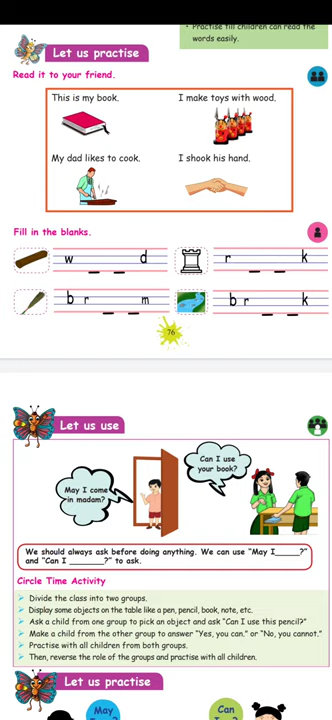 Practise till children can read the
words easily.
Let us practise
Read it to your friend.
This is my book.
I make toys with wood.
My dad likes to cook.
I shook his hand.
Fill in the blanks.
w _ _ d
r _ _ k
b r _ _ m
b r _ _ k
76
Let us use
May I come
in madam?
Can I use
your book?
We should always ask before doing anything. We can use “May I_____?”
and “Can I _______?” to ask.
Circle Time Activity
Divide the class into two groups.
Display some objects on the table like a pen, pencil, book, note, etc.
Ask a child from one group to pick an object and ask “Can I use this pencil?”
Make a child from the other group to answer “Yes, you can.” or “No, you cannot.”
Practise with all children from both groups.
Then, reverse the role of the groups and practise with all children.
Let us practise
May
Can